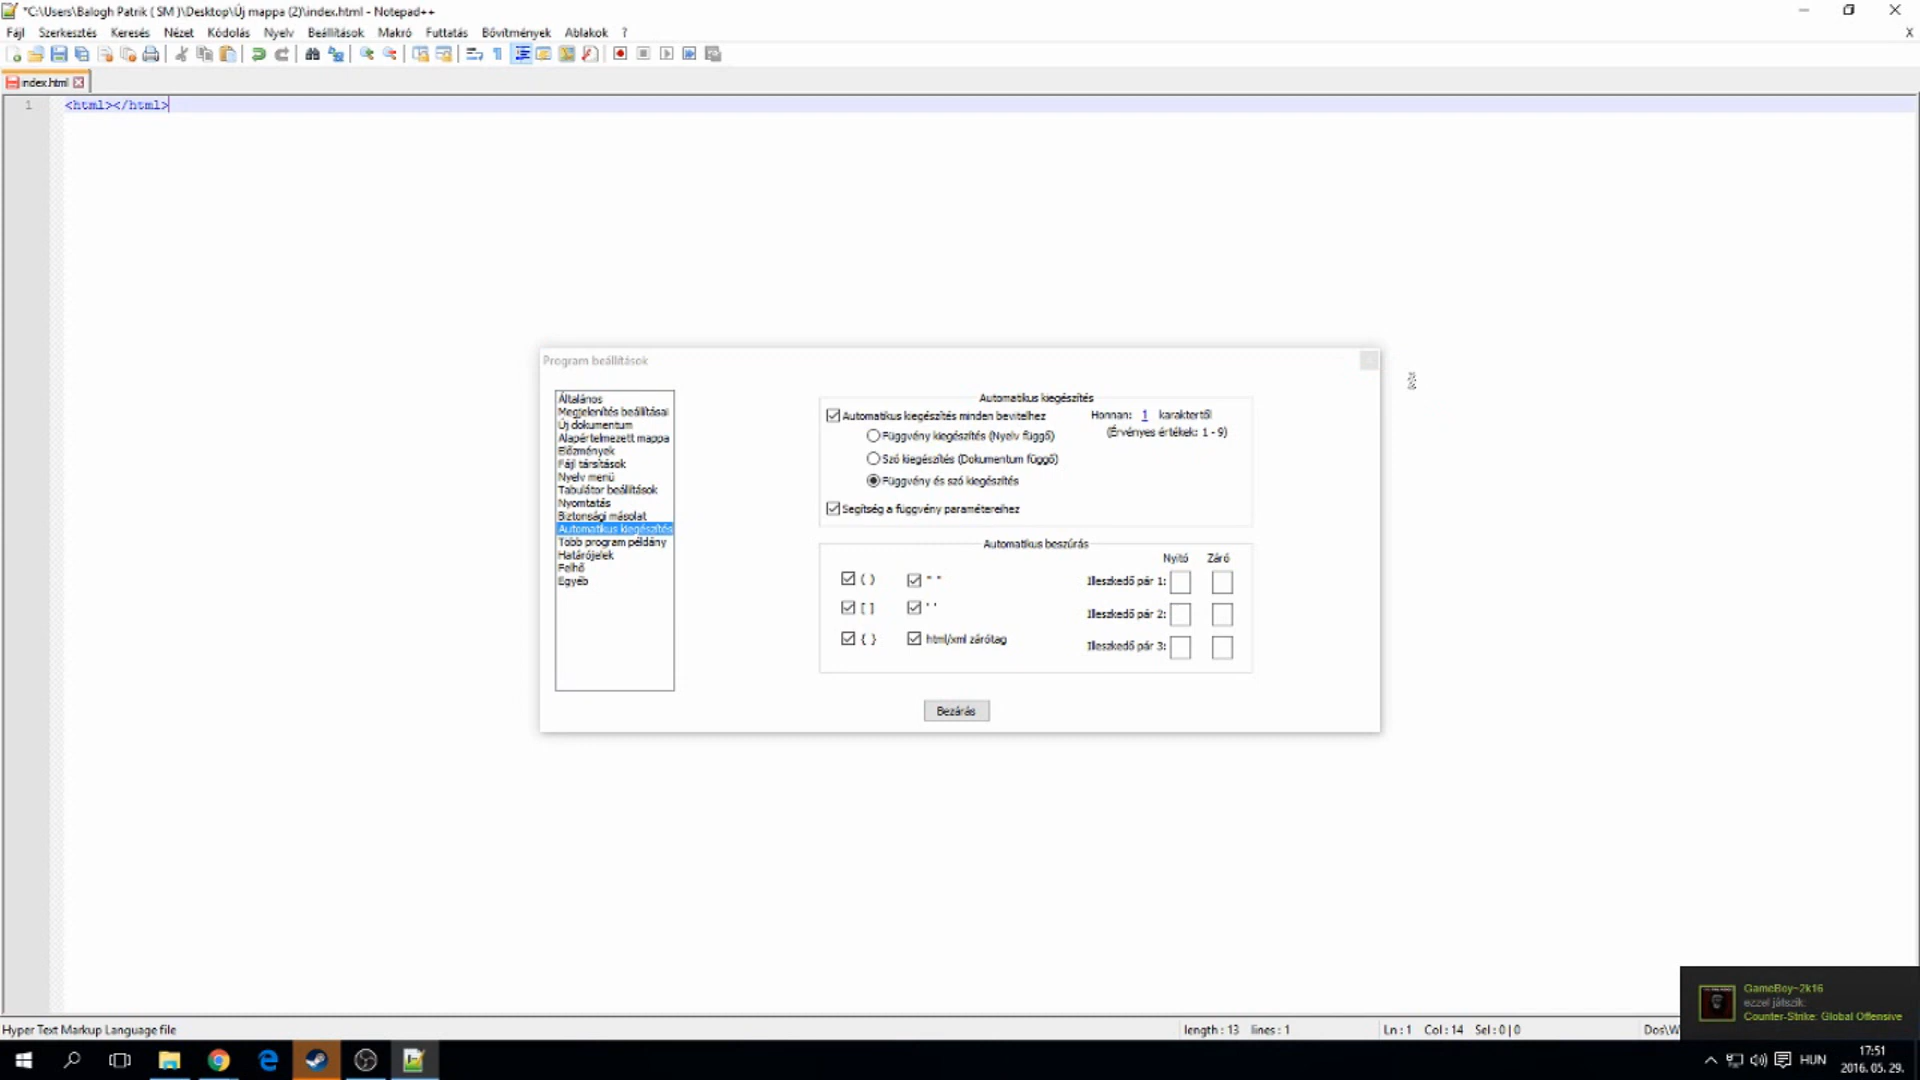 *C:\Users\Balogh Patrik ( SM )\Desktop\Új mappa (2)\index.html - Notepad++
Fájl Szerkesztés Keresés Nézet Kódolás Nyelv Beállítások Makró Futtatás Bővítmények Ablakok ? X
index.html
1 <html></html>
Program beállítások
Általános
Megjelenítés beállításai
Új dokumentum
Alapértelmezett mappa
Előzmények
Fájl társítások
Nyelv menü
Tabulátor beállítások
Nyomtatás
Biztonsági másolat
Automatikus kiegészítés
Több program példány
Határójelek
Felhő
Egyéb
Automatikus kiegészítés
Automatikus kiegészítés minden bevitelhez Honnan: 1 karaktertől
(Érvényes értékek: 1 - 9)
Függvény kiegészítés (Nyelv függő)
Szó kiegészítés (Dokumentum függő)
Függvény és szó kiegészítés
Segítség a függvény paramétereihez
Automatikus beszúrás
Nyitó Záró
( ) " " Illeszkedő pár 1:
[ ] ' ' Illeszkedő pár 2:
{ } html/xml zárótag Illeszkedő pár 3:
Bezárás
GameBoy~2k16
ezzel játszik:
Counter-Strike: Global Offensive
Hyper Text Markup Language file length : 13 lines : 1 Ln : 1 Col : 14 Sel : 0 | 0 Dos\W
HUN 17:51
2016. 05. 29.